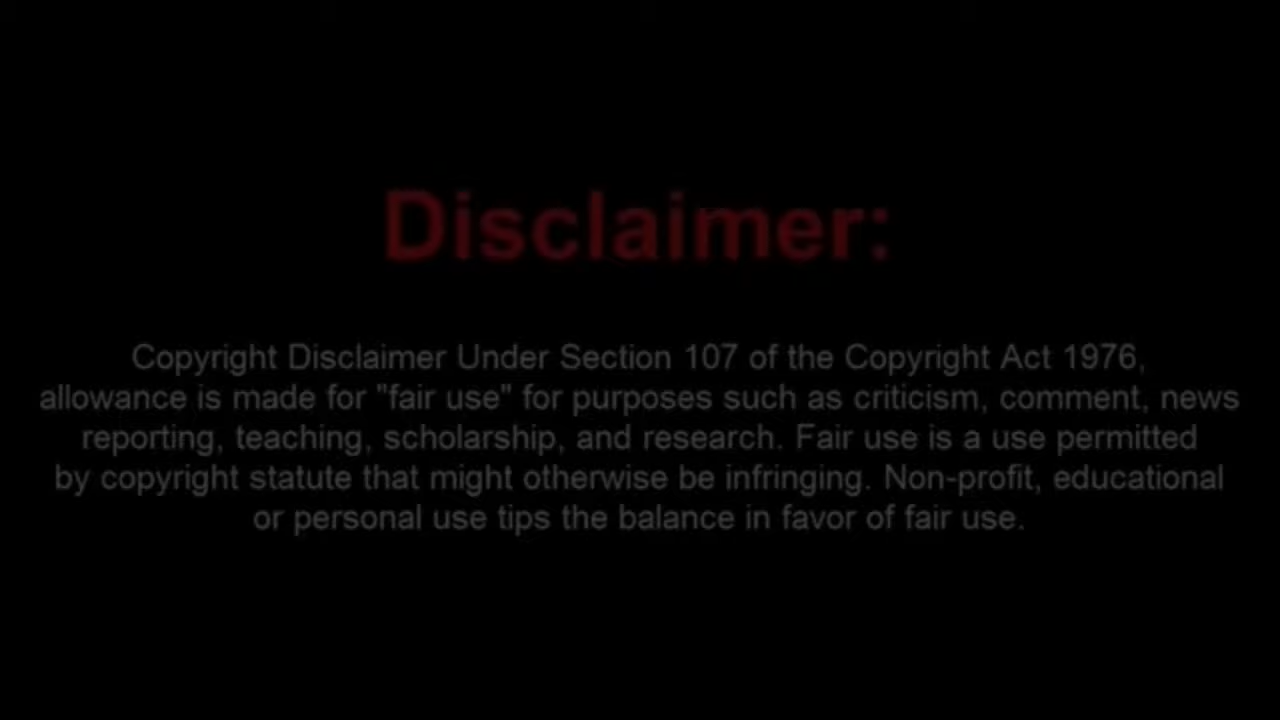 Disclaimer:
Copyright Disclaimer Under Section 107 of the Copyright Act 1976,
allowance is made for "fair use" for purposes such as criticism, comment, news
reporting, teaching, scholarship, and research. Fair use is a use permitted
by copyright statute that might otherwise be infringing. Non-profit, educational
or personal use tips the balance in favor of fair use.